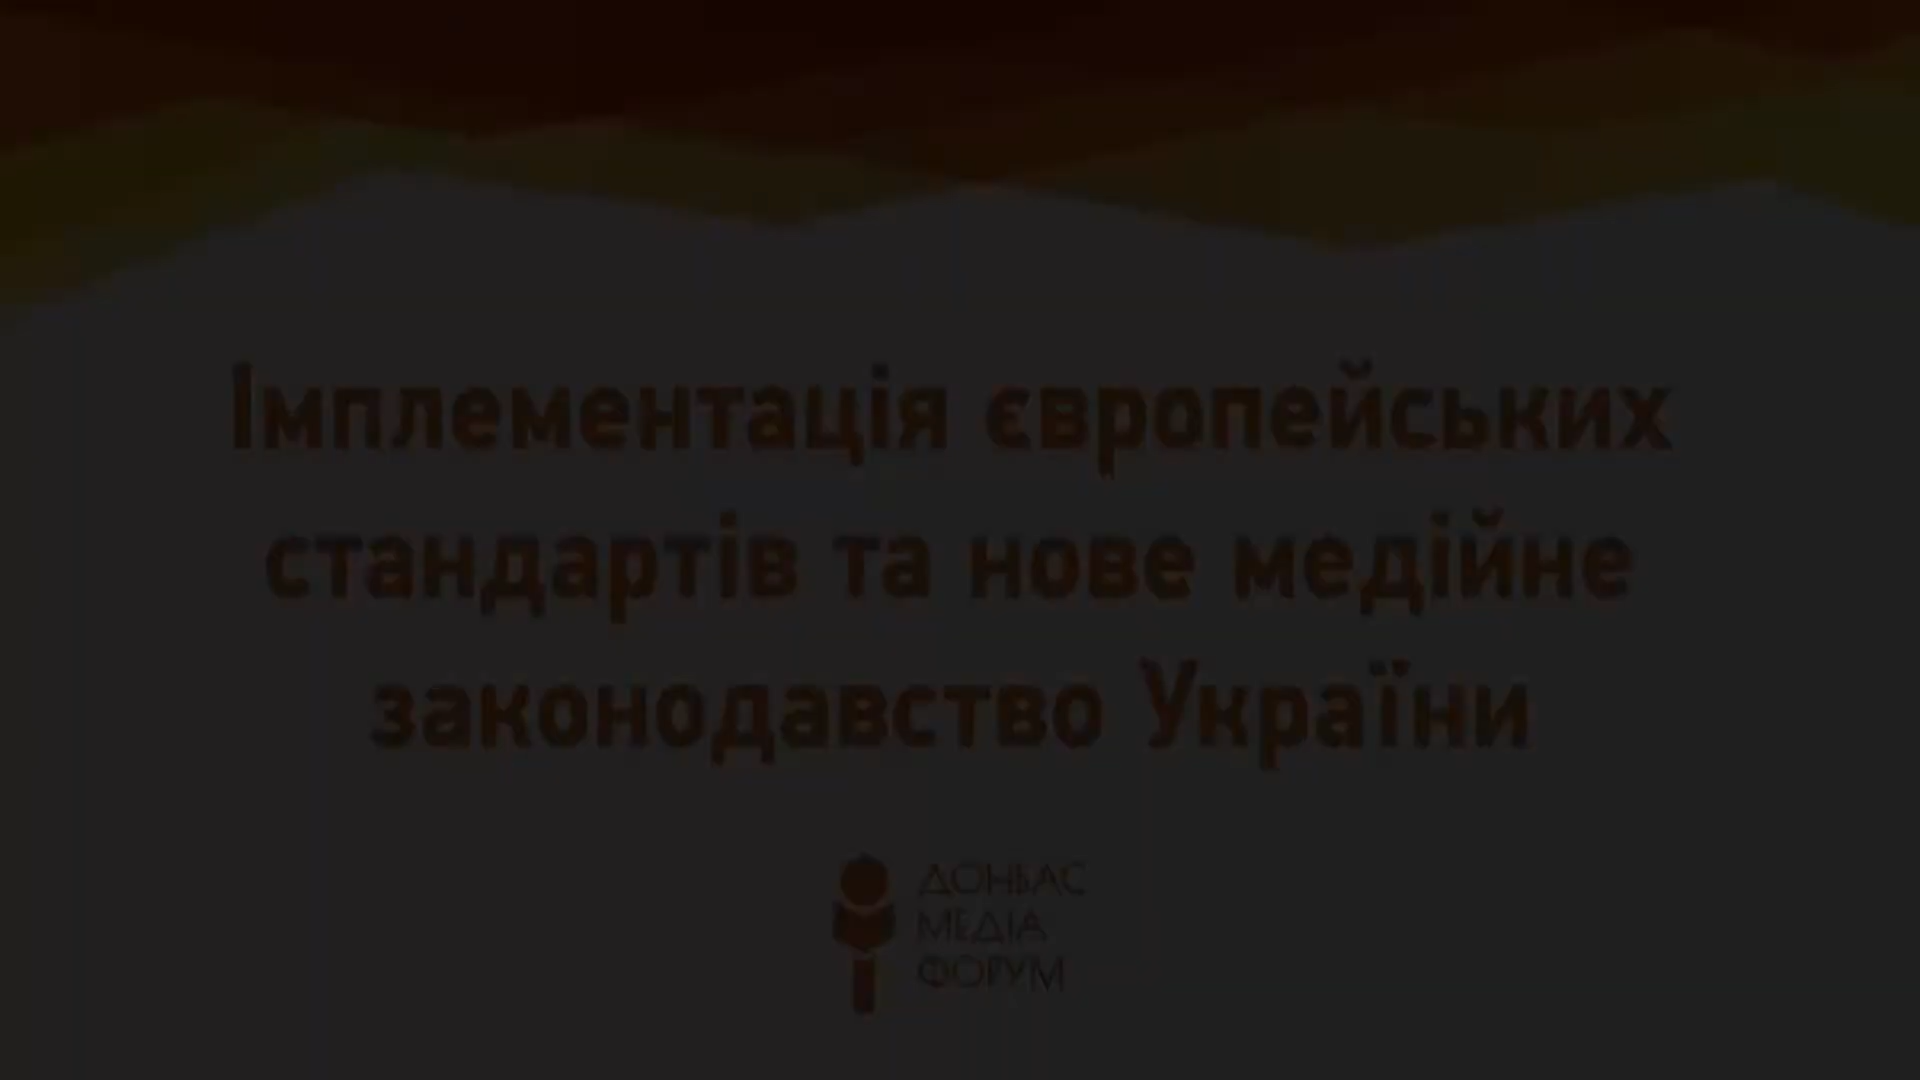 Імплементація європейських
стандартів та нове медійне
законодавство України
ДОНБАС
МЕДІА
ФОРУМ